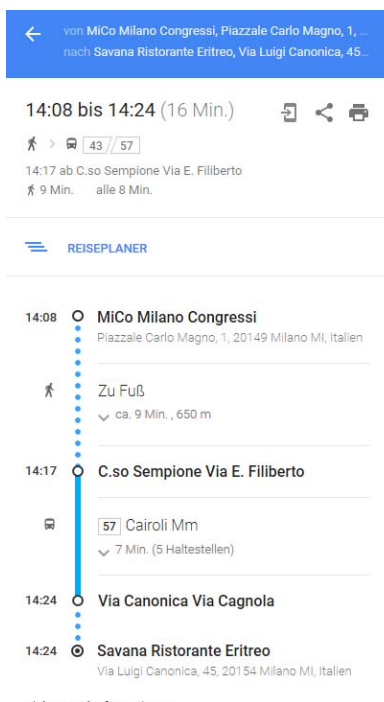 von MiCo Milano Congressi, Piazzale Carlo Magno, 1, ...
nach Savana Ristorante Eritreo, Via Luigi Canonica, 45...
14:08 bis 14:24 (16 Min.)
43 // 57
14:17 ab C.so Sempione Via E. Filiberto
9 Min. alle 8 Min.
REISEPLANER
14:08 MiCo Milano Congressi
Piazzale Carlo Magno, 1, 20149 Milano MI, Italien
Zu Fuß
ca. 9 Min. , 650 m
14:17 C.so Sempione Via E. Filiberto
57 Cairoli Mm
7 Min. (5 Haltestellen)
14:24 Via Canonica Via Cagnola
14:24 Savana Ristorante Eritreo
Via Luigi Canonica, 45, 20154 Milano MI, Italien